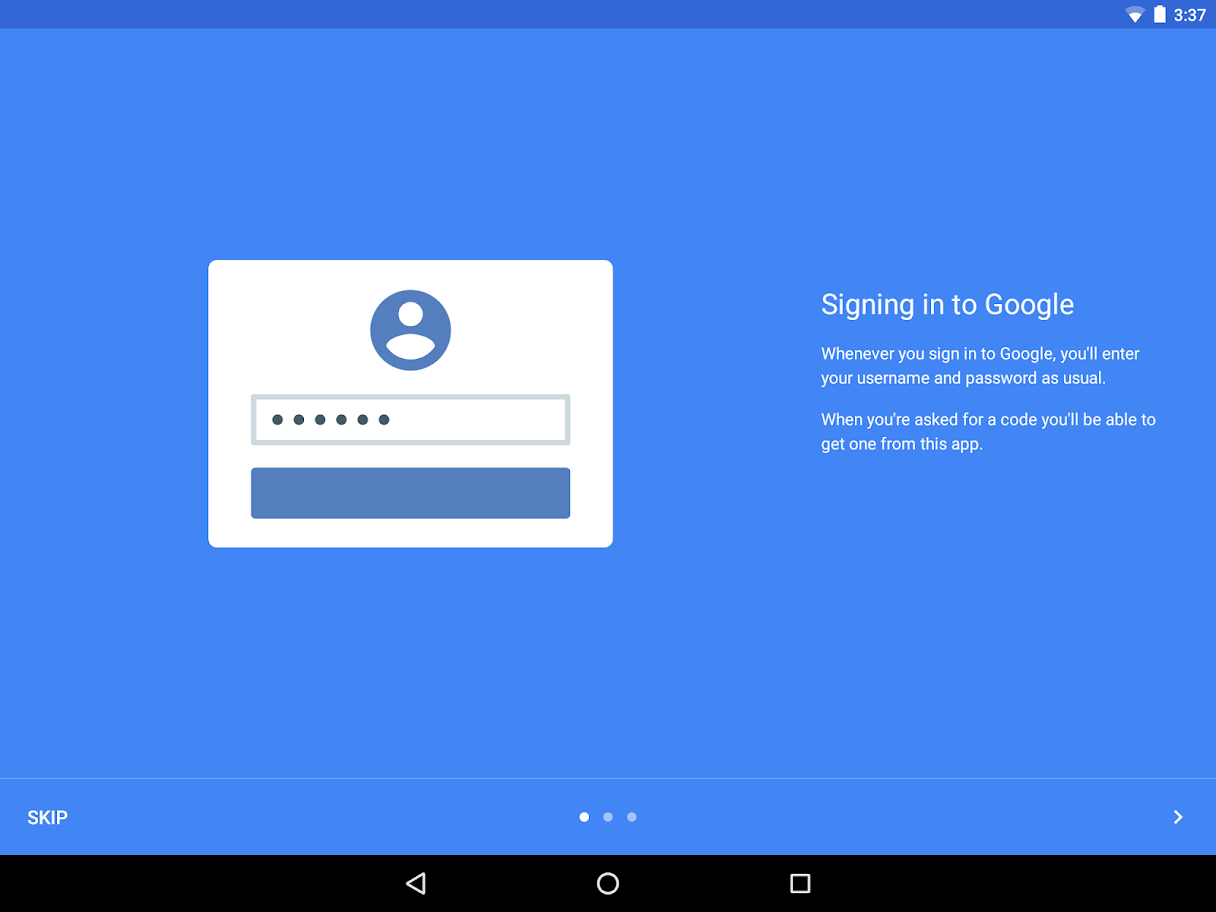 3:37
Signing in to Google
Whenever you sign in to Google, you'll enter
your username and password as usual.
When you're asked for a code you'll be able to
get one from this app.
SKIP